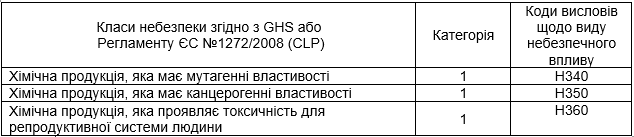 Класи небезпеки згідно з GHS або
Регламенту ЄС №1272/2008 (CLP)
Категорія
Коди висловів
щодо виду
небезпечного
впливу
Хімічна продукція, яка має мутагенні властивості 1 H340
Хімічна продукція, яка має канцерогенні властивості 1 H350
Хімічна продукція, яка проявляє токсичність для
репродуктивної системи людини 1 H360